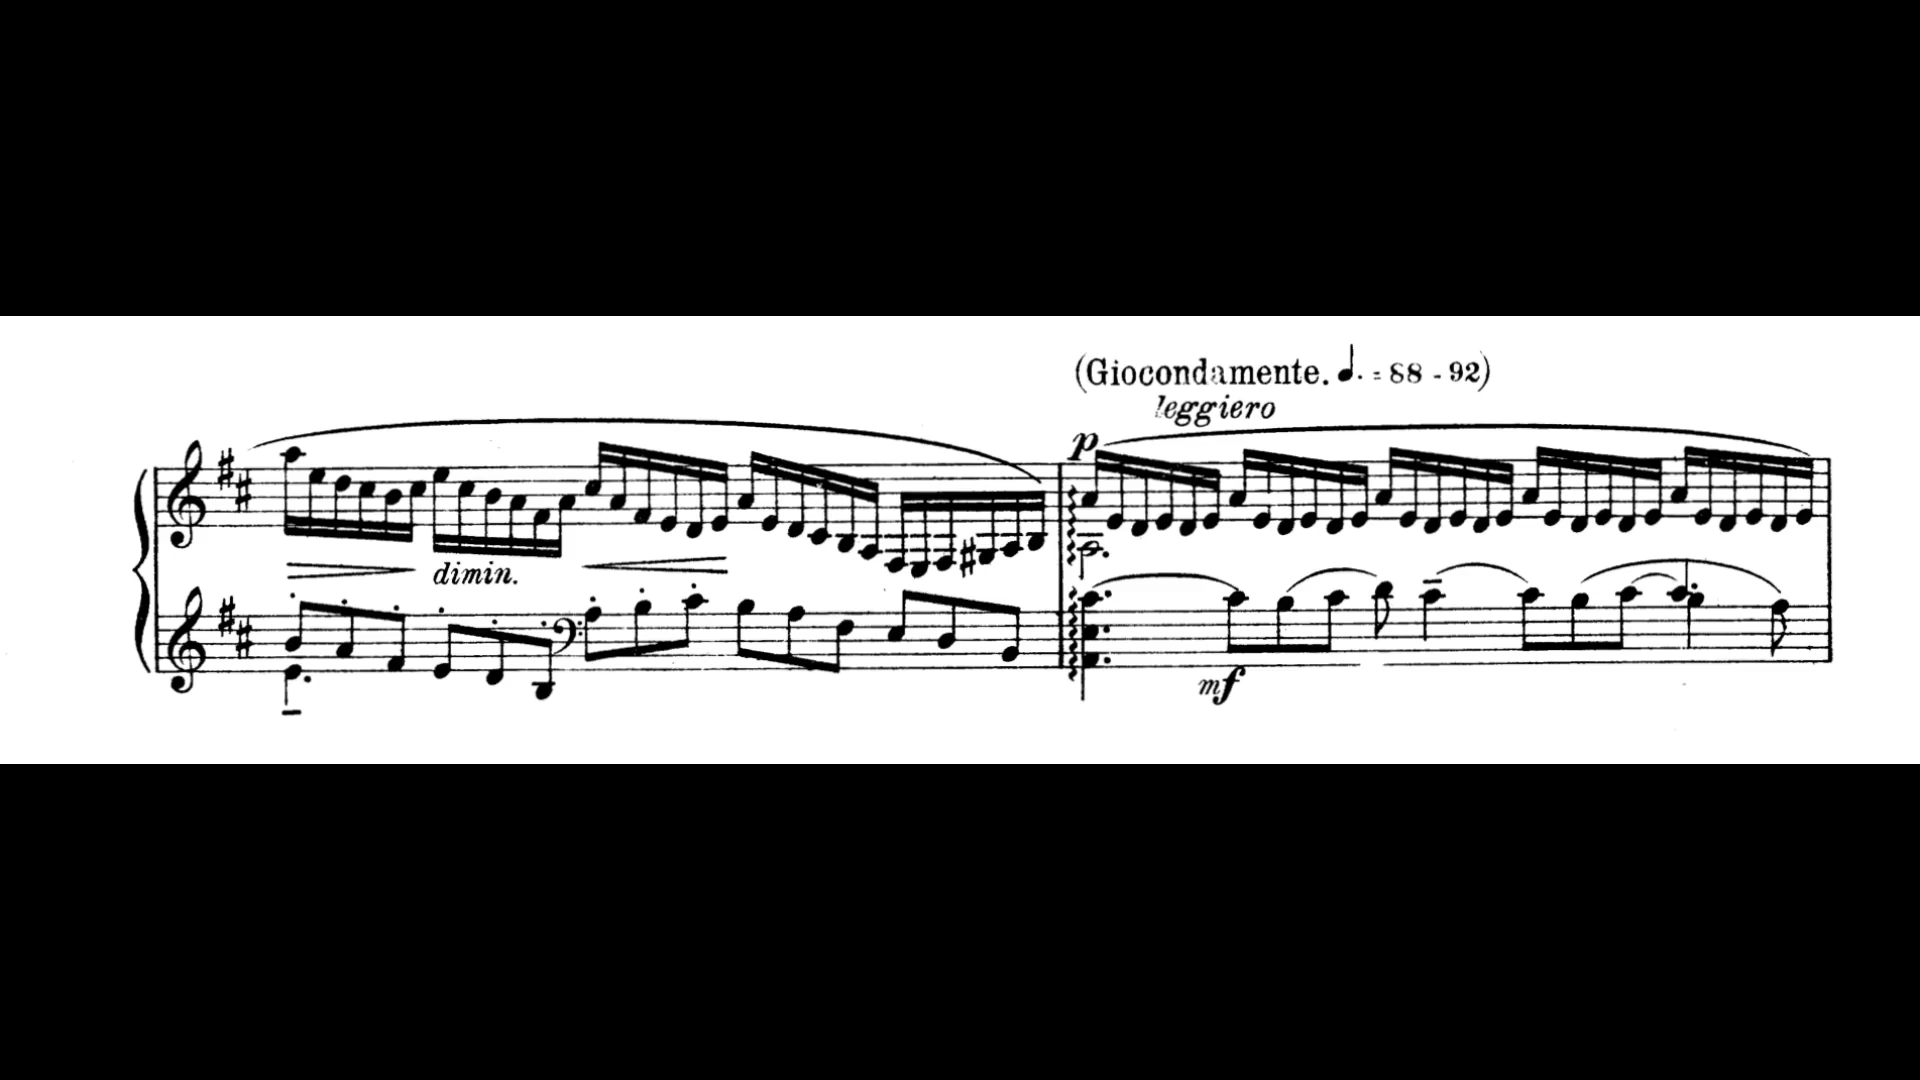 (Giocondamente. ♩. = 88 - 92)
leggiero
p
dimin.
mf